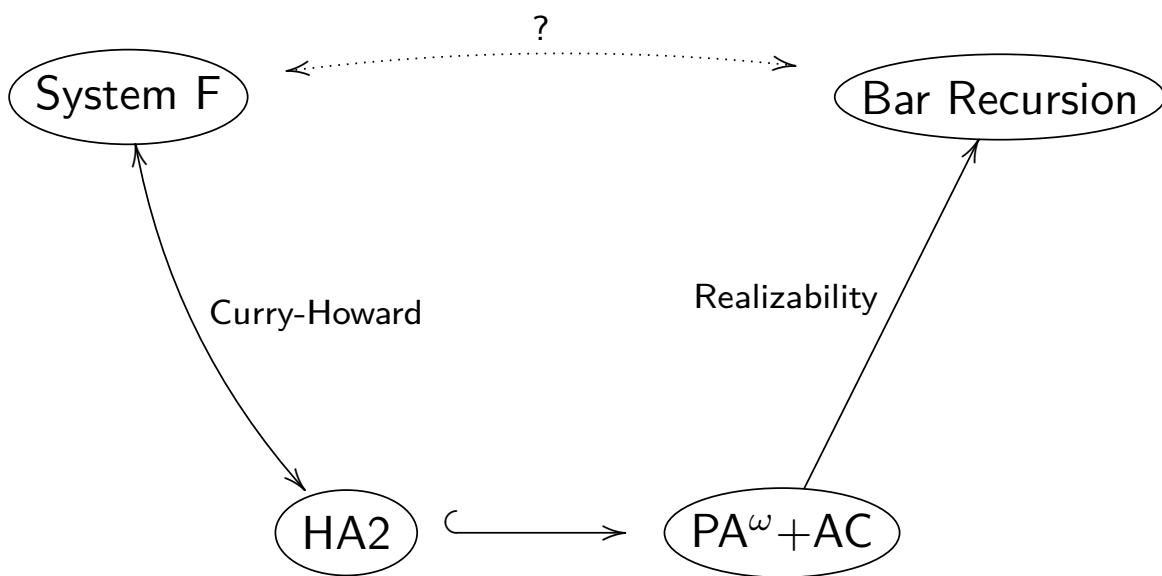 ?
System F
Bar Recursion
Curry-Howard
Realizability
HA2
PA^ω+AC